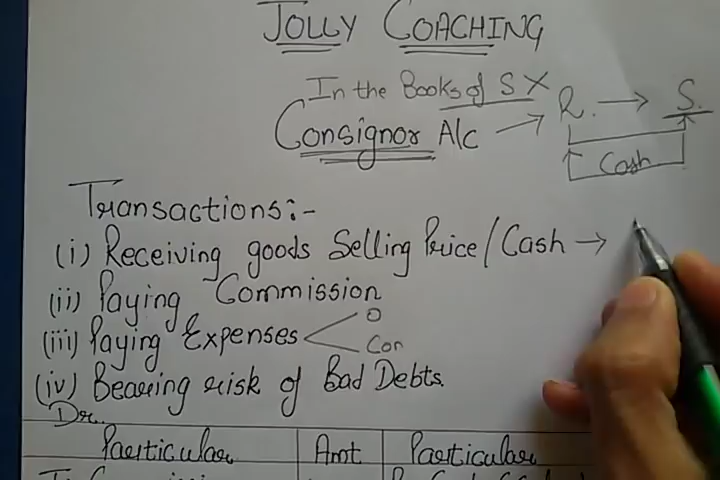 JOLLY COACHING
In the Books of S X
Consignor A/c → R. → S.
Cash
Transactions:-
(i) Receiving goods Selling Price / Cash →
(ii) Paying Commission
(iii) Paying Expenses < O
Con
(iv) Bearing risk of Bad Debts.
Dr.
Particular Amt Particular